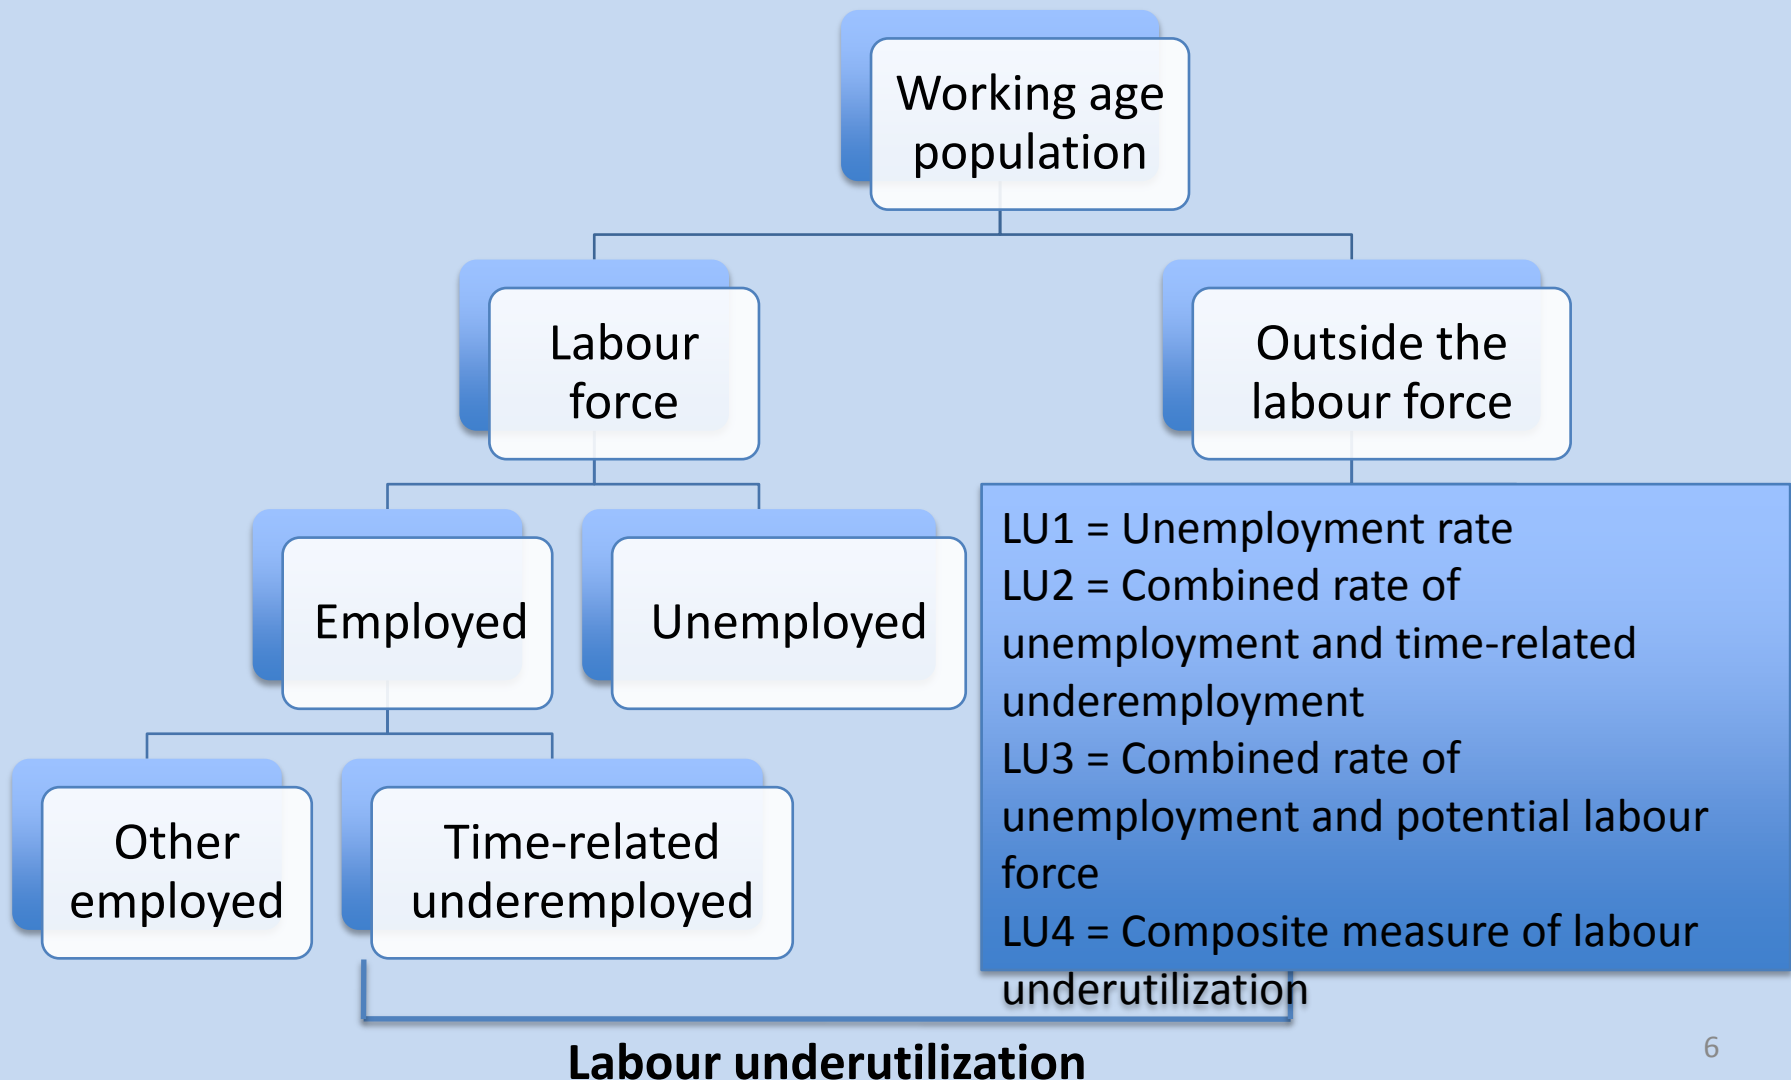 Working age
population
Labour
force
Outside the
labour force
Employed
Unemployed
LU1 = Unemployment rate
LU2 = Combined rate of
unemployment and time-related
underemployment
LU3 = Combined rate of
unemployment and potential labour
force
LU4 = Composite measure of labour
underutilization
Other
employed
Time-related
underemployed
Labour underutilization
6